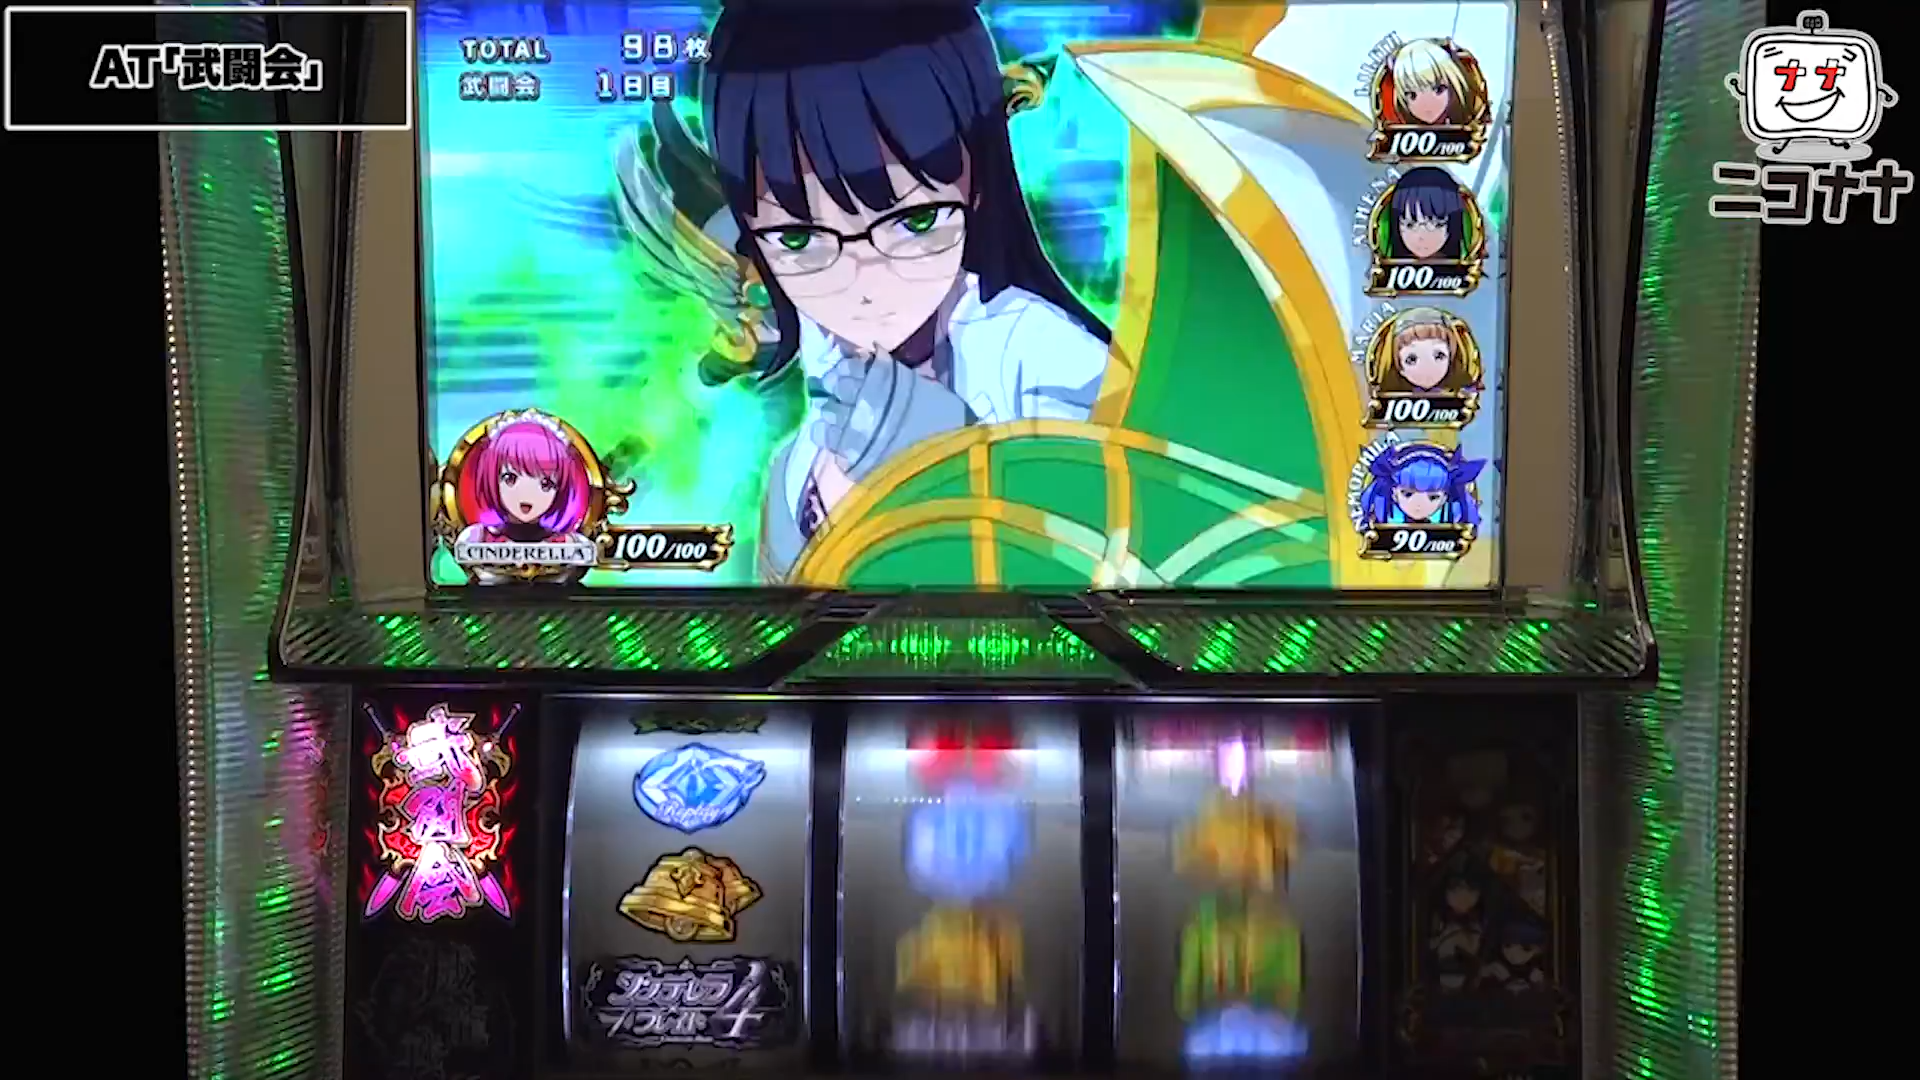 AT「武闘会」
TOTAL 98枚
武闘会 1日目
100/100
ATHENA
100/100
MARIA
100/100
90/100
CINDERELLA
100/100
ナナ
ニコナナ
武闘会
Replay
シンデレラ
ブレイド4